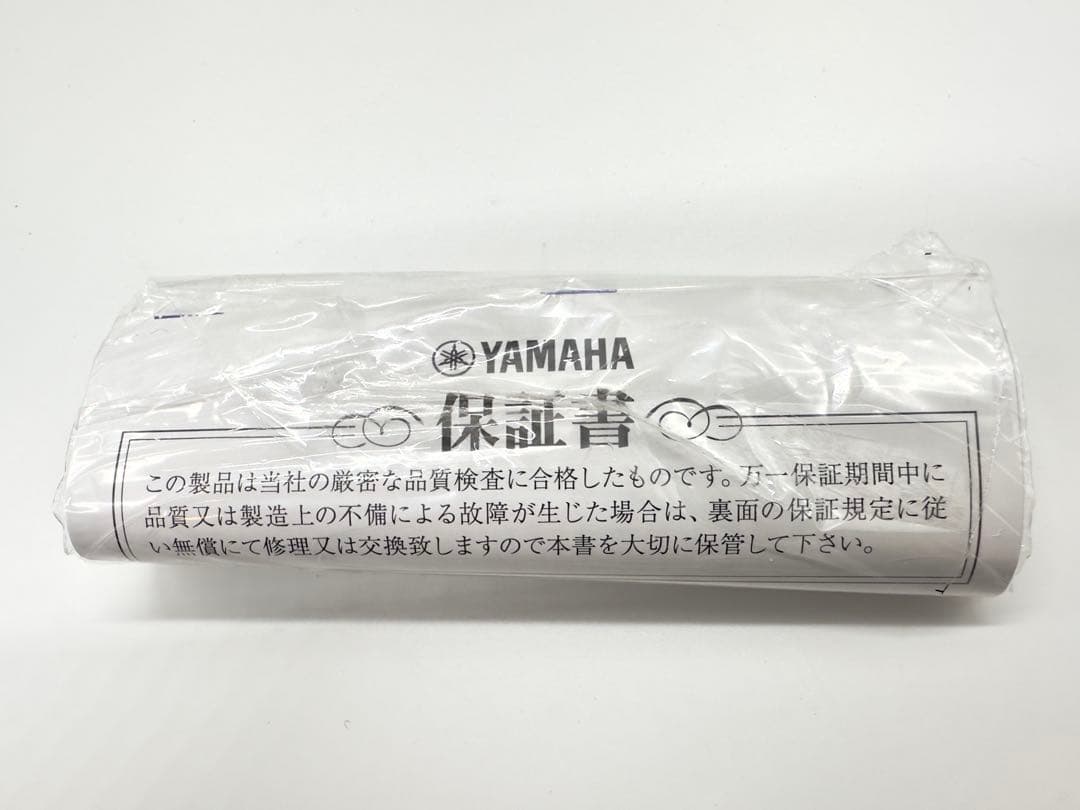 YAMAHA
保証書
この製品は当社の厳密な品質検査に合格したものです。万一保証期間中に
品質又は製造上の不備による故障が生じた場合は、裏面の保証規定に従
い無償にて修理又は交換致しますので本書を大切に保管して下さい。